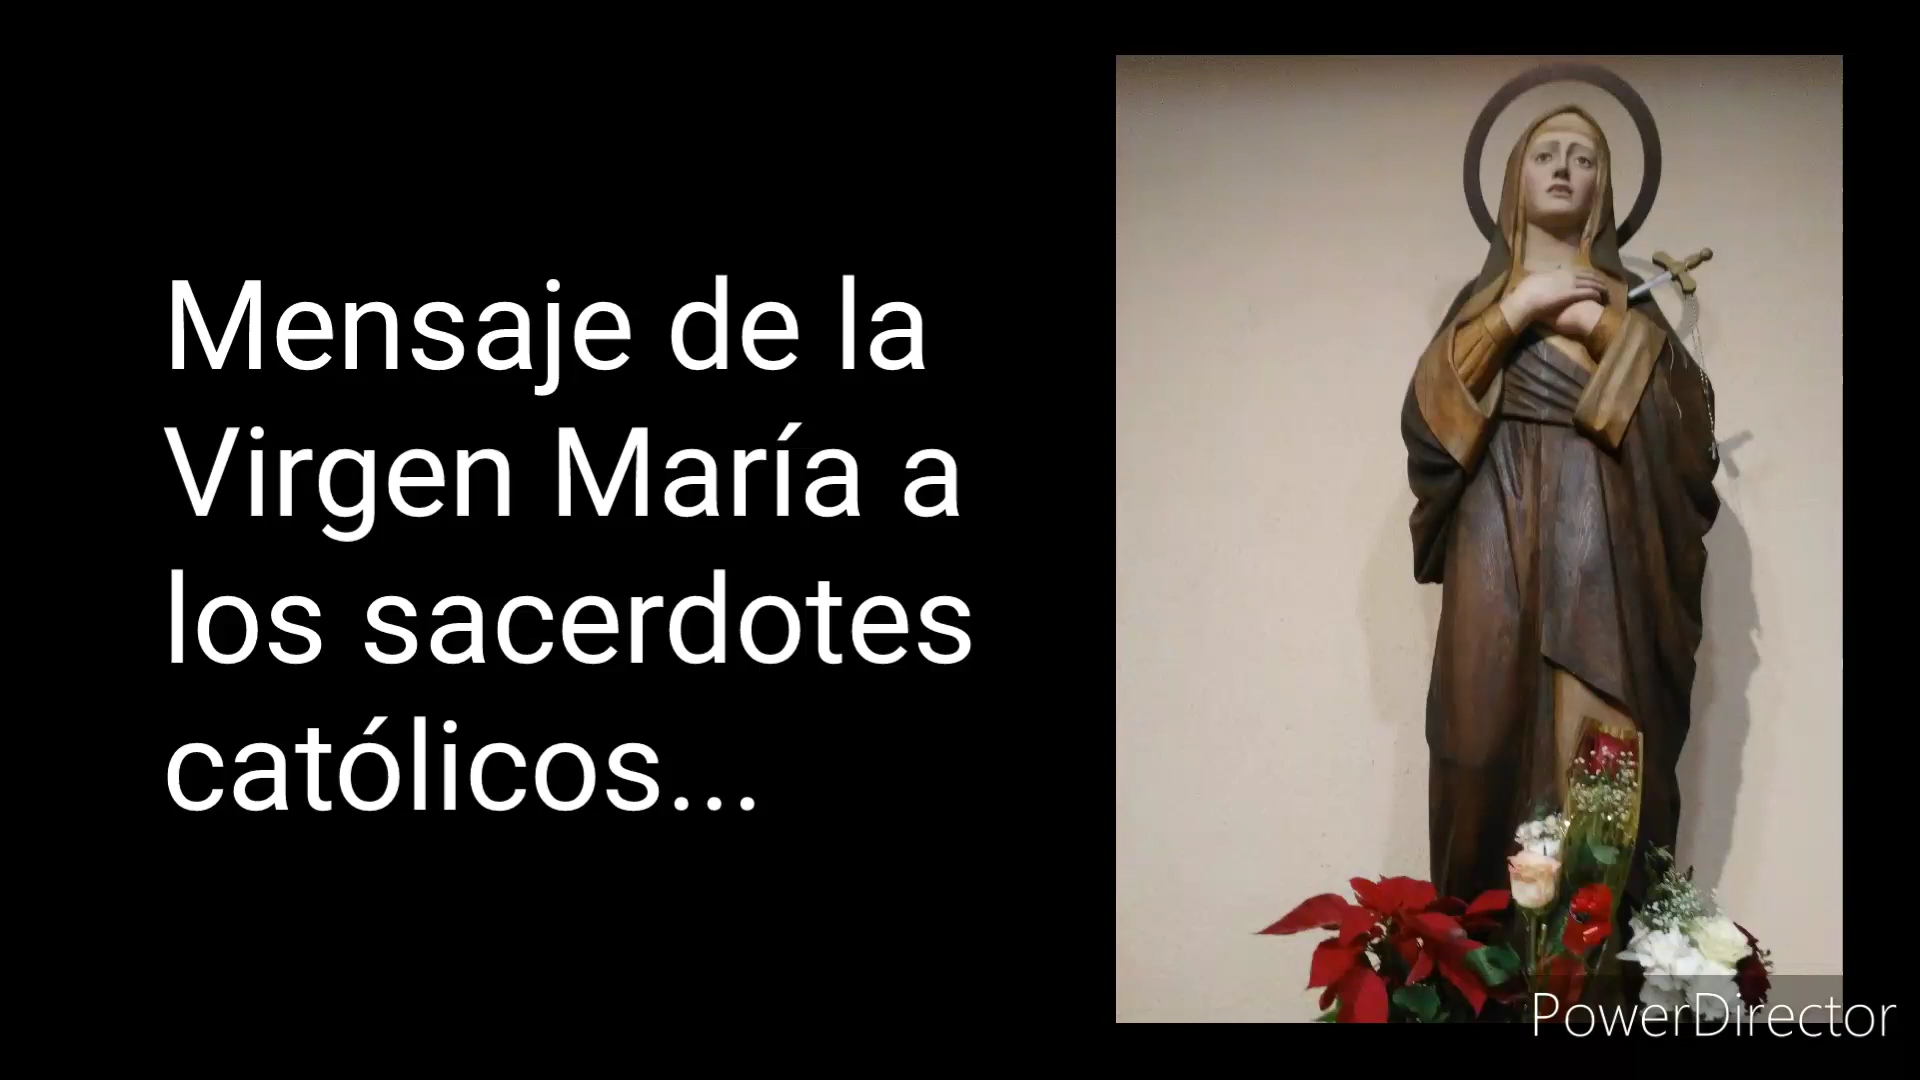 Mensaje de la
Virgen María a
los sacerdotes
católicos...
PowerDirector